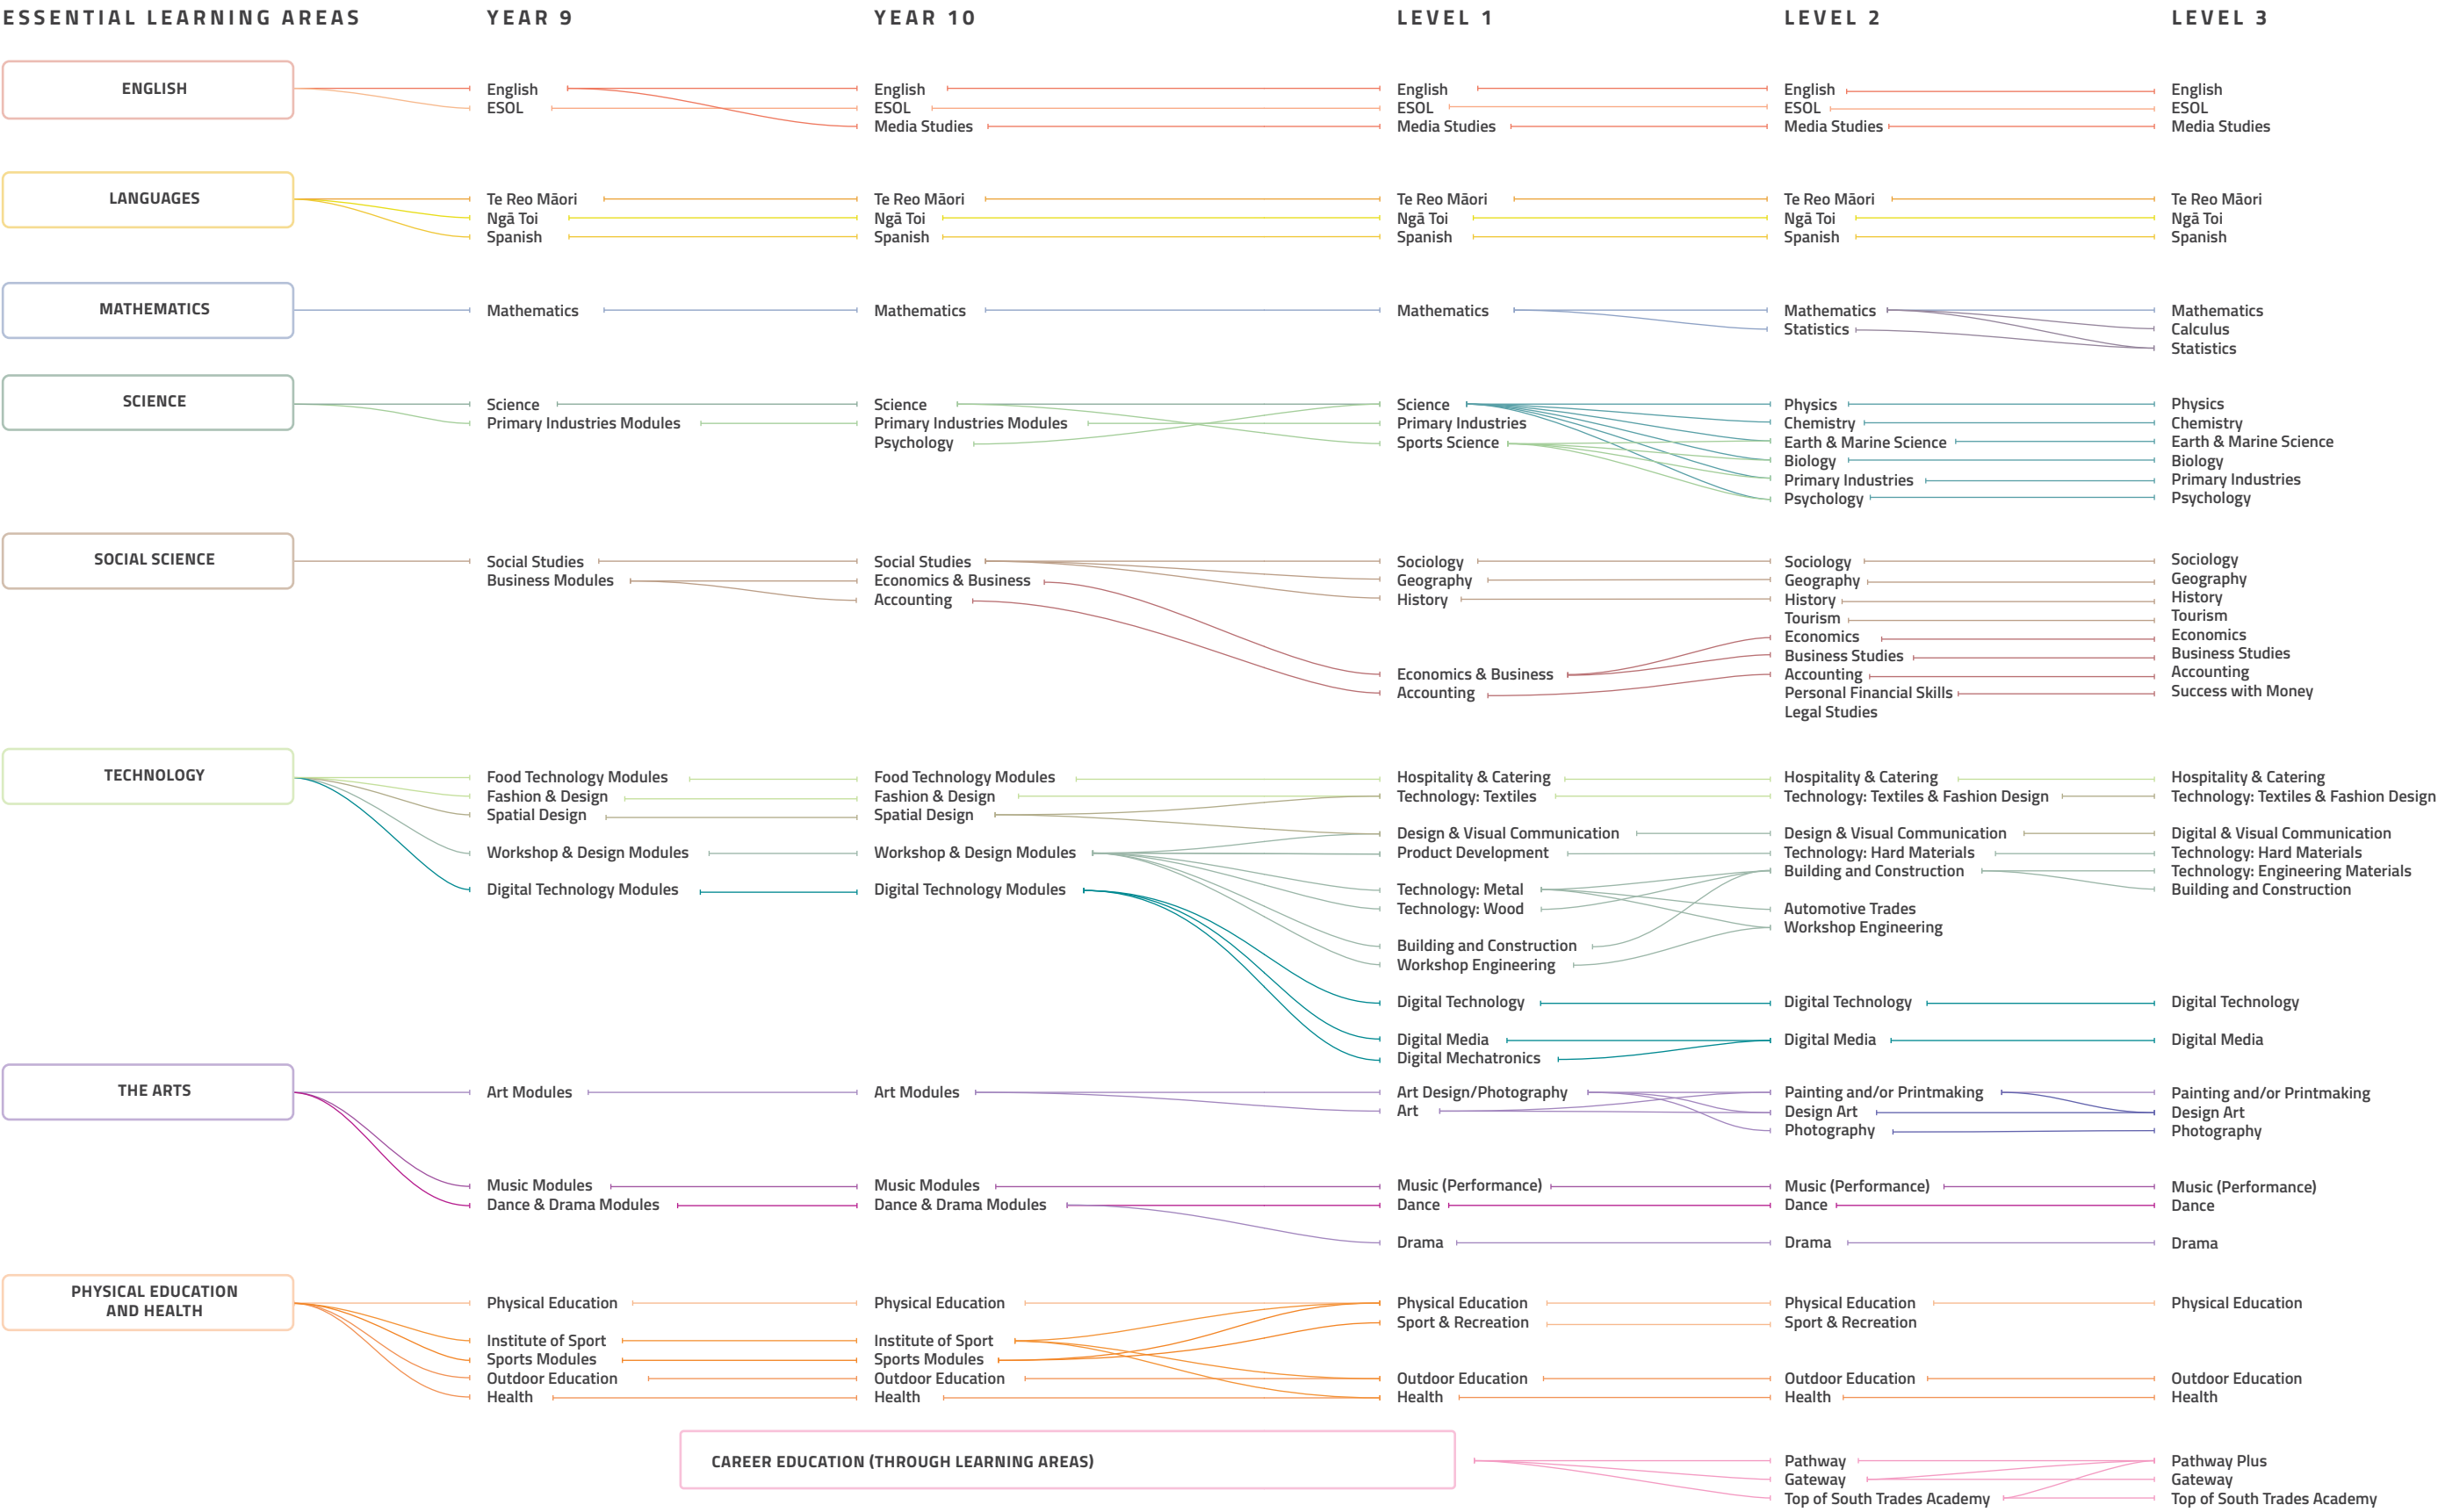 ESSENTIAL LEARNING AREAS YEAR 9 YEAR 10 LEVEL 1 LEVEL 2 LEVEL 3
ENGLISH
English English English English English
ESOL ESOL ESOL ESOL ESOL
Media Studies Media Studies Media Studies Media Studies
LANGUAGES
Te Reo Māori Te Reo Māori Te Reo Māori Te Reo Māori Te Reo Māori
Ngā Toi Ngā Toi Ngā Toi Ngā Toi Ngā Toi
Spanish Spanish Spanish Spanish Spanish
MATHEMATICS
Mathematics Mathematics Mathematics Mathematics Mathematics
Statistics Calculus
Statistics
SCIENCE
Science Science Science Physics Physics
Primary Industries Modules Primary Industries Modules Primary Industries Chemistry Chemistry
Psychology Sports Science Earth & Marine Science Earth & Marine Science
Biology Biology
Primary Industries Primary Industries
Psychology Psychology
SOCIAL SCIENCE
Social Studies Social Studies Sociology Sociology Sociology
Business Modules Economics & Business Geography Geography Geography
Accounting History History History
Tourism Tourism
Economics Economics
Business Studies Business Studies
Economics & Business Accounting Accounting
Accounting Personal Financial Skills Success with Money
Legal Studies
TECHNOLOGY
Food Technology Modules Food Technology Modules Hospitality & Catering Hospitality & Catering Hospitality & Catering
Fashion & Design Fashion & Design Technology: Textiles Technology: Textiles & Fashion Design Technology: Textiles & Fashion Design
Spatial Design Spatial Design
Design & Visual Communication Design & Visual Communication Digital & Visual Communication
Workshop & Design Modules Workshop & Design Modules Product Development Technology: Hard Materials Technology: Hard Materials
Building and Construction Technology: Engineering Materials
Digital Technology Modules Digital Technology Modules Technology: Metal Building and Construction
Technology: Wood Automotive Trades
Workshop Engineering
Building and Construction
Workshop Engineering
Digital Technology Digital Technology Digital Technology
Digital Media Digital Media Digital Media
Digital Mechatronics
THE ARTS
Art Modules Art Modules Art Design/Photography Painting and/or Printmaking Painting and/or Printmaking
Art Design Art Design Art
Photography Photography
Music Modules Music Modules Music (Performance) Music (Performance) Music (Performance)
Dance & Drama Modules Dance & Drama Modules Dance Dance Dance
Drama Drama Drama
PHYSICAL EDUCATION
AND HEALTH
Physical Education Physical Education Physical Education Physical Education Physical Education
Sport & Recreation Sport & Recreation
Institute of Sport Institute of Sport
Sports Modules Sports Modules
Outdoor Education Outdoor Education Outdoor Education Outdoor Education Outdoor Education
Health Health Health Health Health
CAREER EDUCATION (THROUGH LEARNING AREAS)
Pathway Pathway Plus
Gateway Gateway
Top of South Trades Academy Top of South Trades Academy